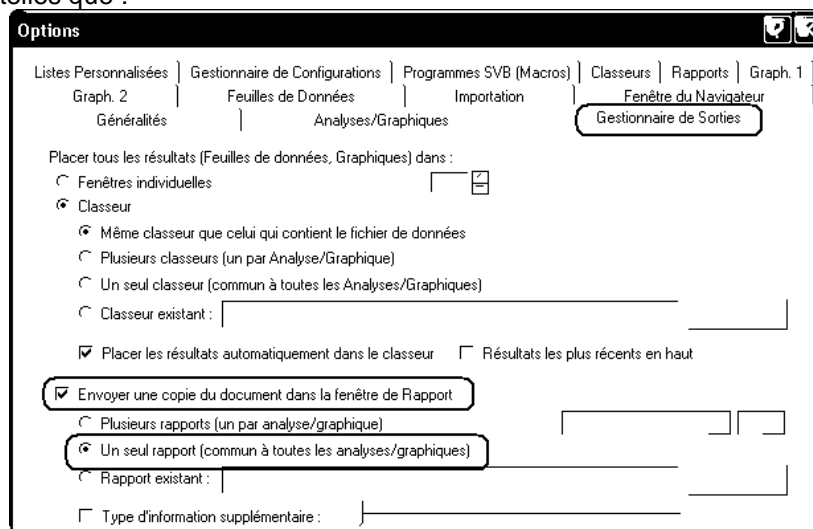 telles que :
Options
Listes Personnalisées Gestionnaire de Configurations Programmes SVB (Macros) Classeurs Rapports Graph. 1
Graph. 2 Feuilles de Données Importation Fenêtre du Navigateur
Généralités Analyses/Graphiques Gestionnaire de Sorties
Placer tous les résultats (Feuilles de données, Graphiques) dans :
Fenêtres individuelles
Classeur
Même classeur que celui qui contient le fichier de données
Plusieurs classeurs (un par Analyse/Graphique)
Un seul classeur (commun à toutes les Analyses/Graphiques)
Classeur existant :
Placer les résultats automatiquement dans le classeur Résultats les plus récents en haut
Envoyer une copie du document dans la fenêtre de Rapport
Plusieurs rapports (un par analyse/graphique)
Un seul rapport (commun à toutes les analyses/graphiques)
Rapport existant :
Type d'information supplémentaire :